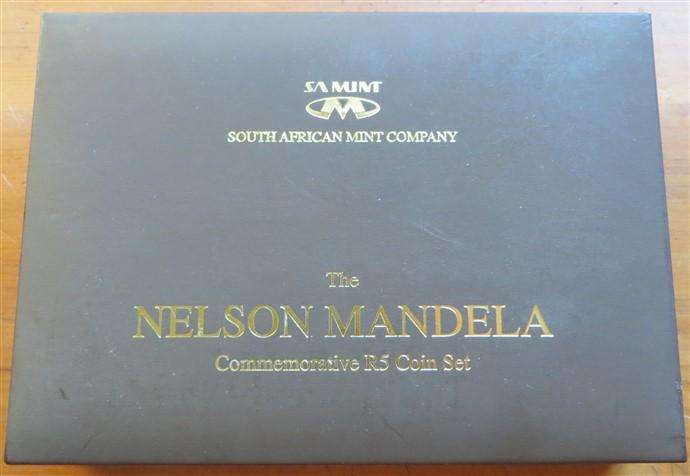 SA MINT
SOUTH AFRICAN MINT COMPANY
The
NELSON MANDELA
Commemorative R5 Coin Set